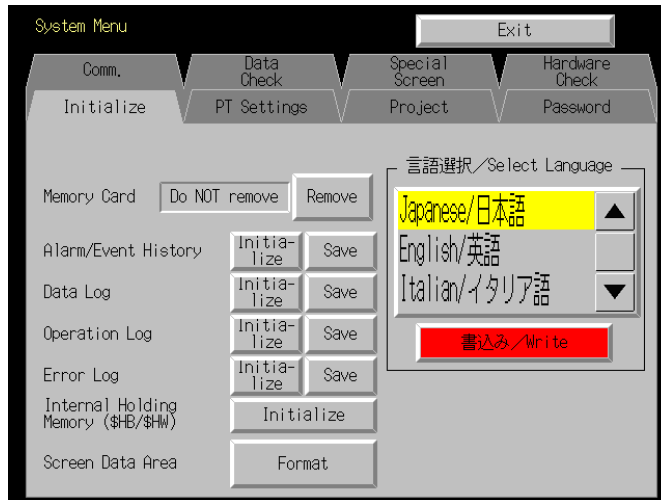 System Menu
Exit
Comm.
Data
Check
Special
Screen
Hardware
Check
Initialize
PT Settings
Project
Password
Memory Card
Do NOT remove
Remove
Alarm/Event History
Initia-
lize
Save
Data Log
Initia-
lize
Save
Operation Log
Initia-
lize
Save
Error Log
Initia-
lize
Save
Internal Holding
Memory ($HB/$HW)
Initialize
Screen Data Area
Format
言語選択／Select Language
Japanese/日本語
English/英語
Italian/イタリア語
書込み／Write